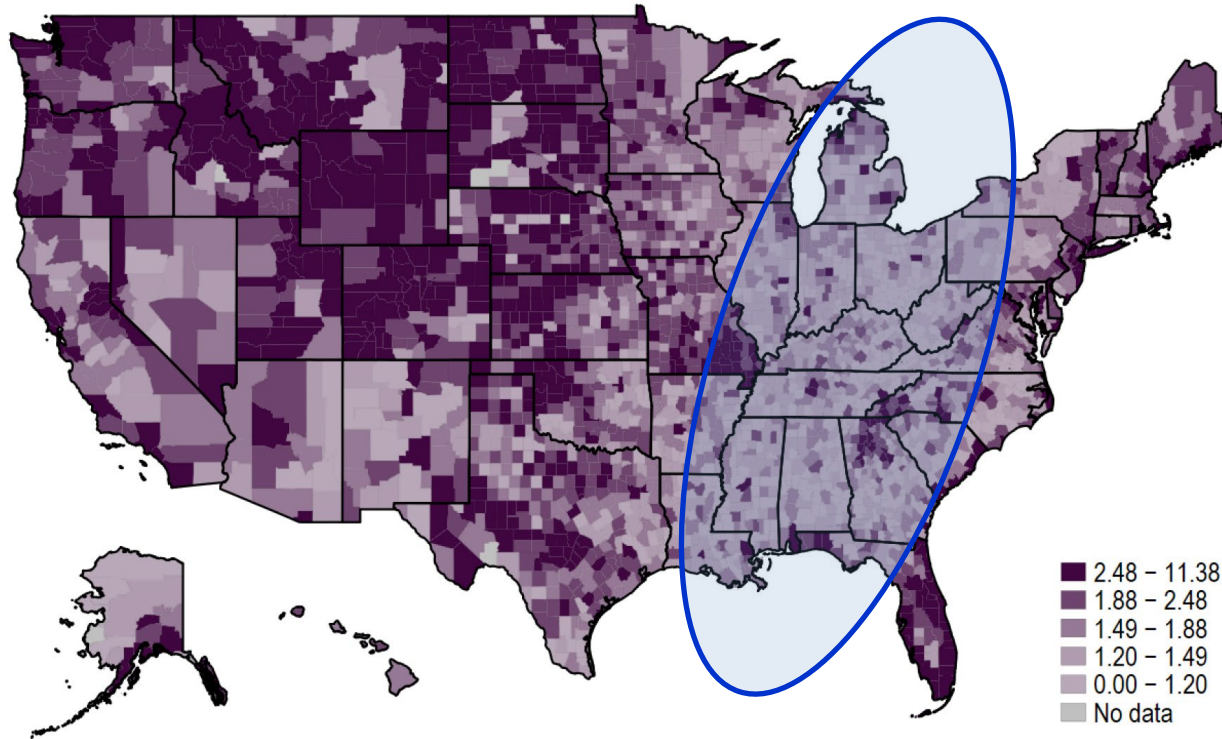 2.48 – 11.38
1.88 – 2.48
1.49 – 1.88
1.20 – 1.49
0.00 – 1.20
No data